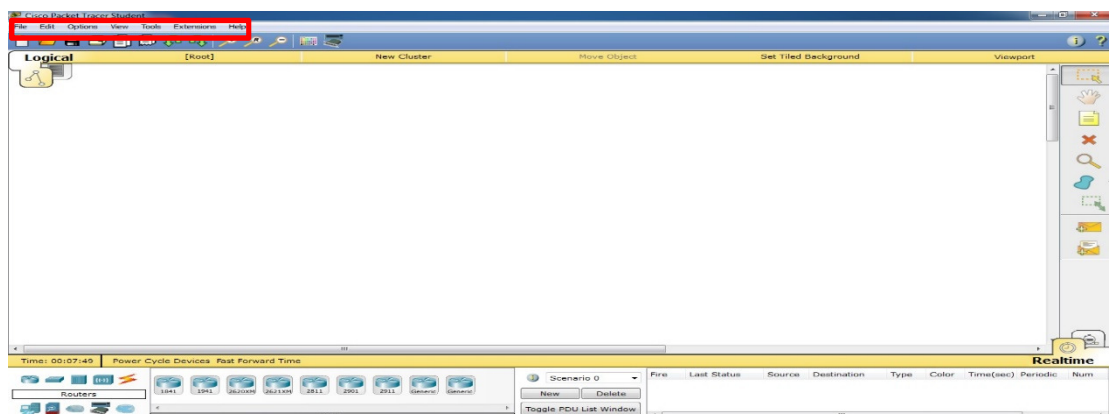 Cisco Packet Tracer Student
File Edit Options View Tools Extensions Help
Logical [Root] New Cluster Move Object Set Tiled Background Viewport
Time: 00:07:49 Power Cycle Devices Fast Forward Time Realtime
Scenario 0 Fire Last Status Source Destination Type Color Time(sec) Periodic Num
1841 1941 2620XM 2621XM 2811 2901 2911 Generic Generic
Routers New Delete
Toggle PDU List Window